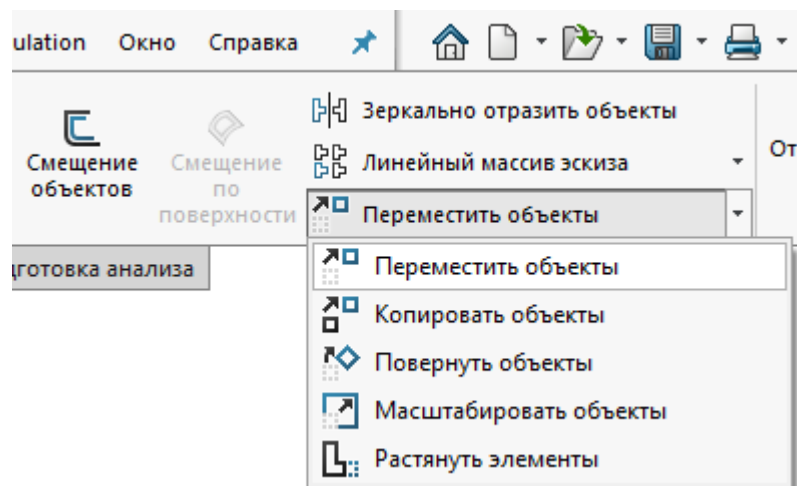 ulation Окно Справка
Зеркально отразить объекты
Смещение объектов
Смещение по поверхности
Линейный массив эскиза
От
Переместить объекты
дготовка анализа
Переместить объекты
Копировать объекты
Повернуть объекты
Масштабировать объекты
Растянуть элементы